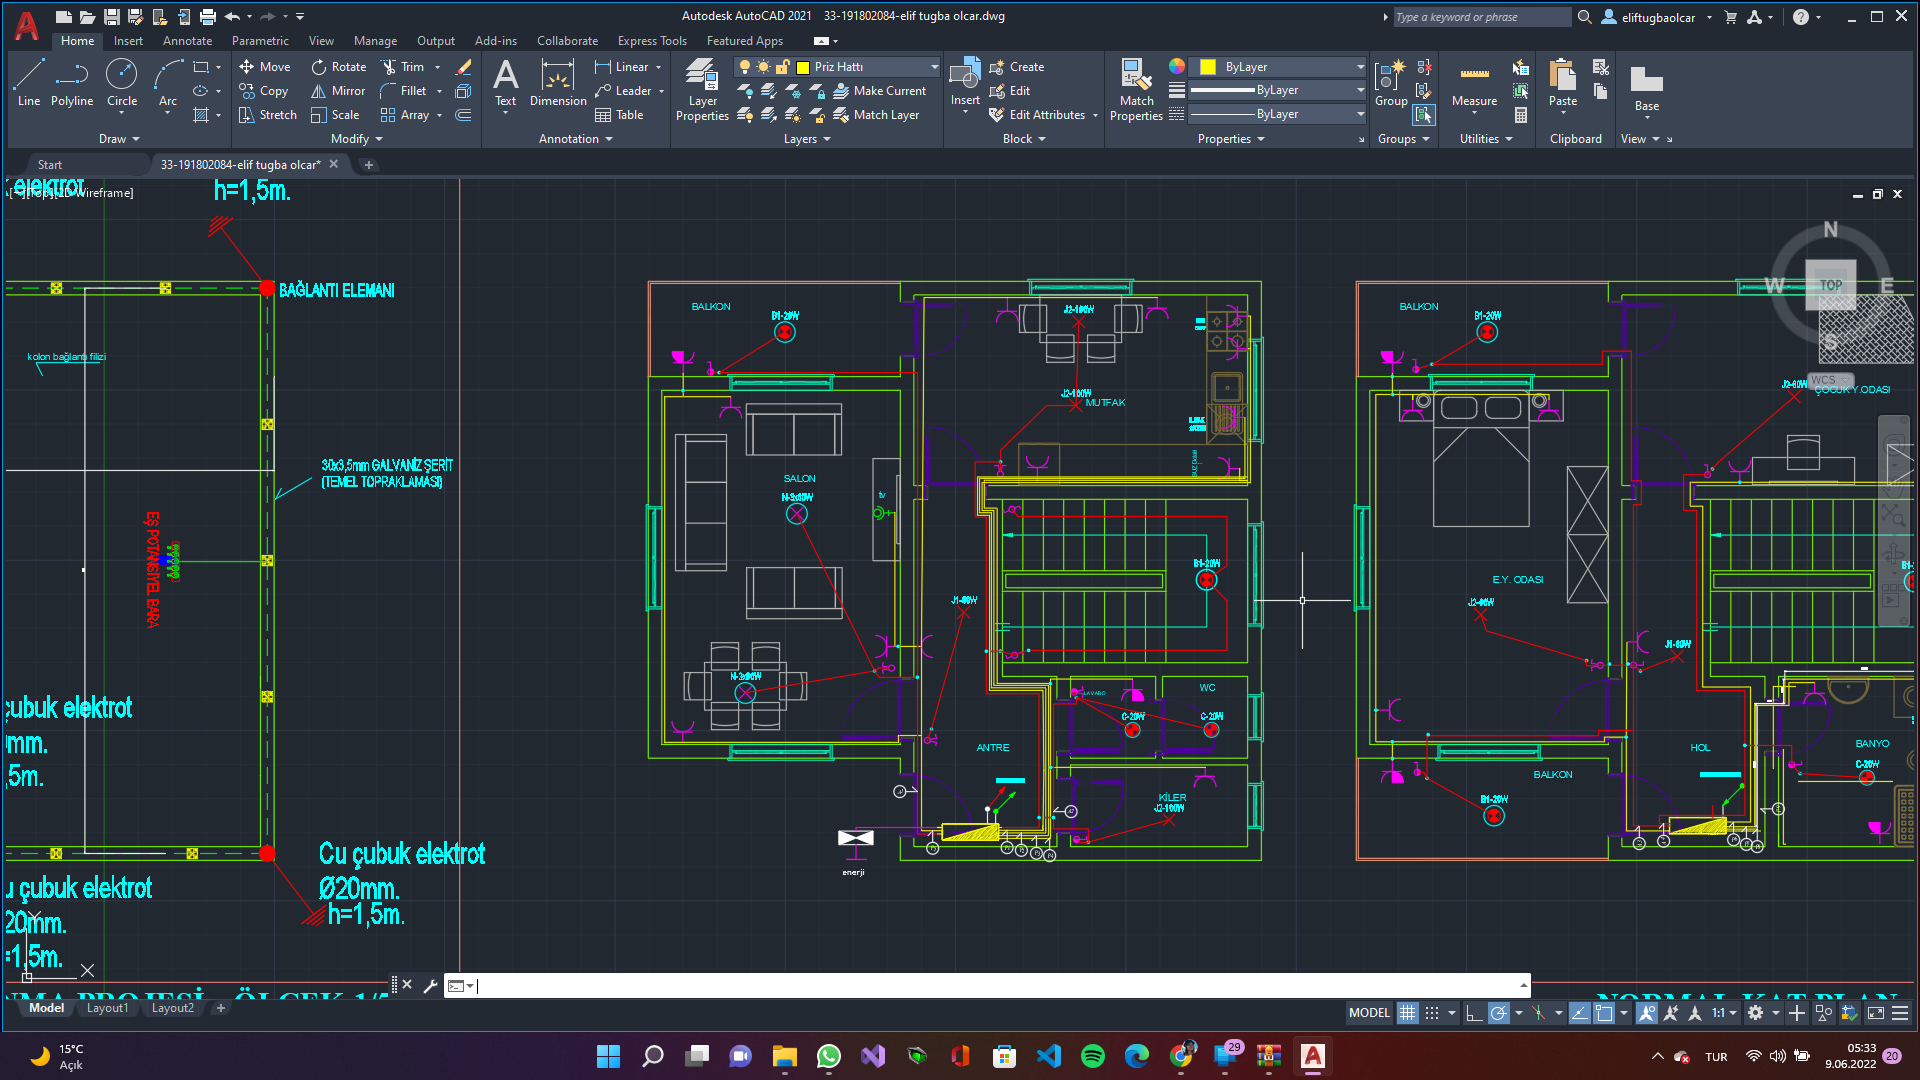 Autodesk AutoCAD 2021    33-191802084-elif tugba olcar.dwg
Type a keyword or phrase
eliftugbaolcar
Home
Insert
Annotate
Parametric
View
Manage
Output
Add-ins
Collaborate
Express Tools
Featured Apps
Line
Polyline
Circle
Arc
Move
Rotate
Trim
Copy
Mirror
Fillet
Stretch
Scale
Array
Text
Dimension
Linear
Leader
Table
Layer Properties
Priz Hattı
Make Current
Match Layer
Insert
Create
Edit
Edit Attributes
Match Properties
ByLayer
ByLayer
ByLayer
Group
Measure
Paste
Base
Draw
Modify
Annotation
Layers
Block
Properties
Groups
Utilities
Clipboard
View
Start
33-191802084-elif tugba olcar*
elektrot
[−][Top][2D Wireframe]
h=1,5m.
BAĞLANTI ELEMANI
kolon bağlantı filizi
30x3,5mm GALVANİZ ŞERİT
(TEMEL TOPRAKLAMASI)
EŞ POTANSİYEL BARA
çubuk elektrot
mm.
,5m.
Cu çubuk elektrot
Ø20mm.
h=1,5m.
u çubuk elektrot
20mm.
=1,5m.
BALKON
B1-20W
J2-100W
J2-100W
MUTFAK
SALON
N-3x60W
tv
B1-20W
J1-60W
N-3x60W
LAVABO
WC
C-20W
C-20W
ANTRE
KİLER
J2-100W
enerji
BALKON
B1-20W
J2-60W
ÇOCUK Y.ODASI
E.Y. ODASI
J2-60W
J1-60W
HOL
BANYO
C-20W
BALKON
B1-20W
N
W
TOP
E
S
WCS
NMA PROJESİ - ÖLÇEK 1/5
NORMAL KAT PLAN
Model
Layout1
Layout2
MODEL
1:1
15°C
Açık
29
TUR
05:33
9.06.2022
20